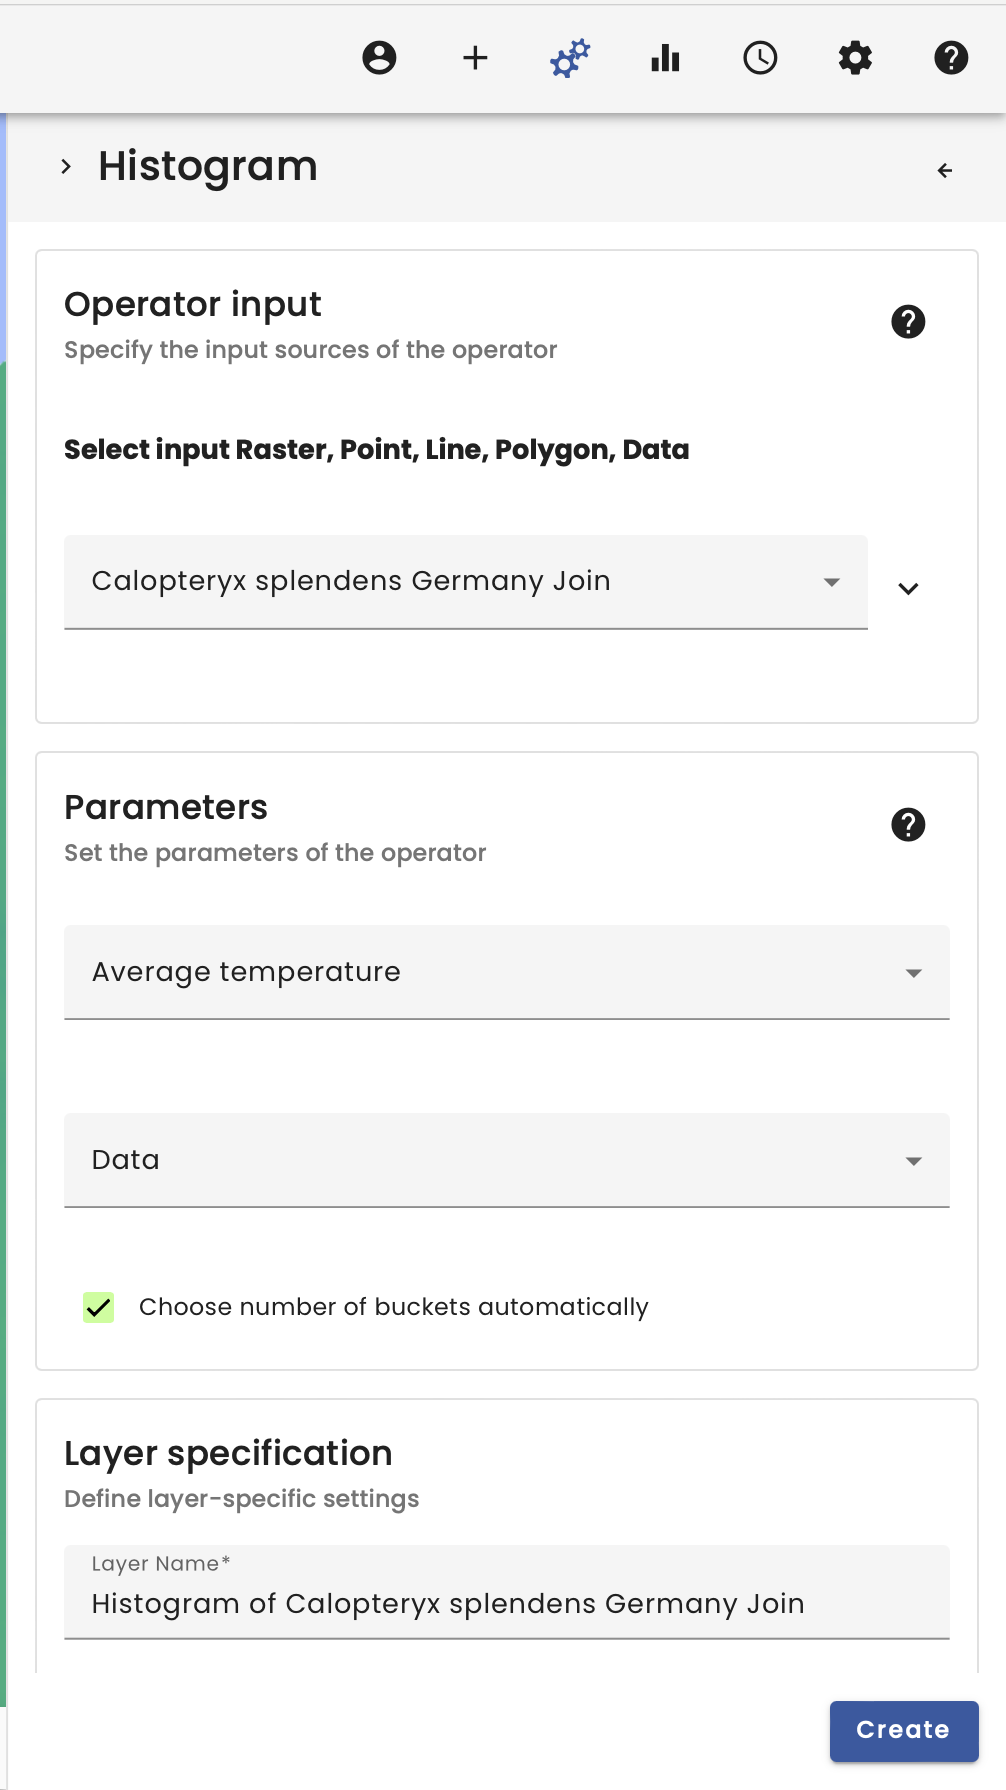 Histogram
Operator input
Specify the input sources of the operator
Select input Raster, Point, Line, Polygon, Data
Calopteryx splendens Germany Join
Parameters
Set the parameters of the operator
Average temperature
Data
Choose number of buckets automatically
Layer specification
Define layer-specific settings
Layer Name*
Histogram of Calopteryx splendens Germany Join
Create